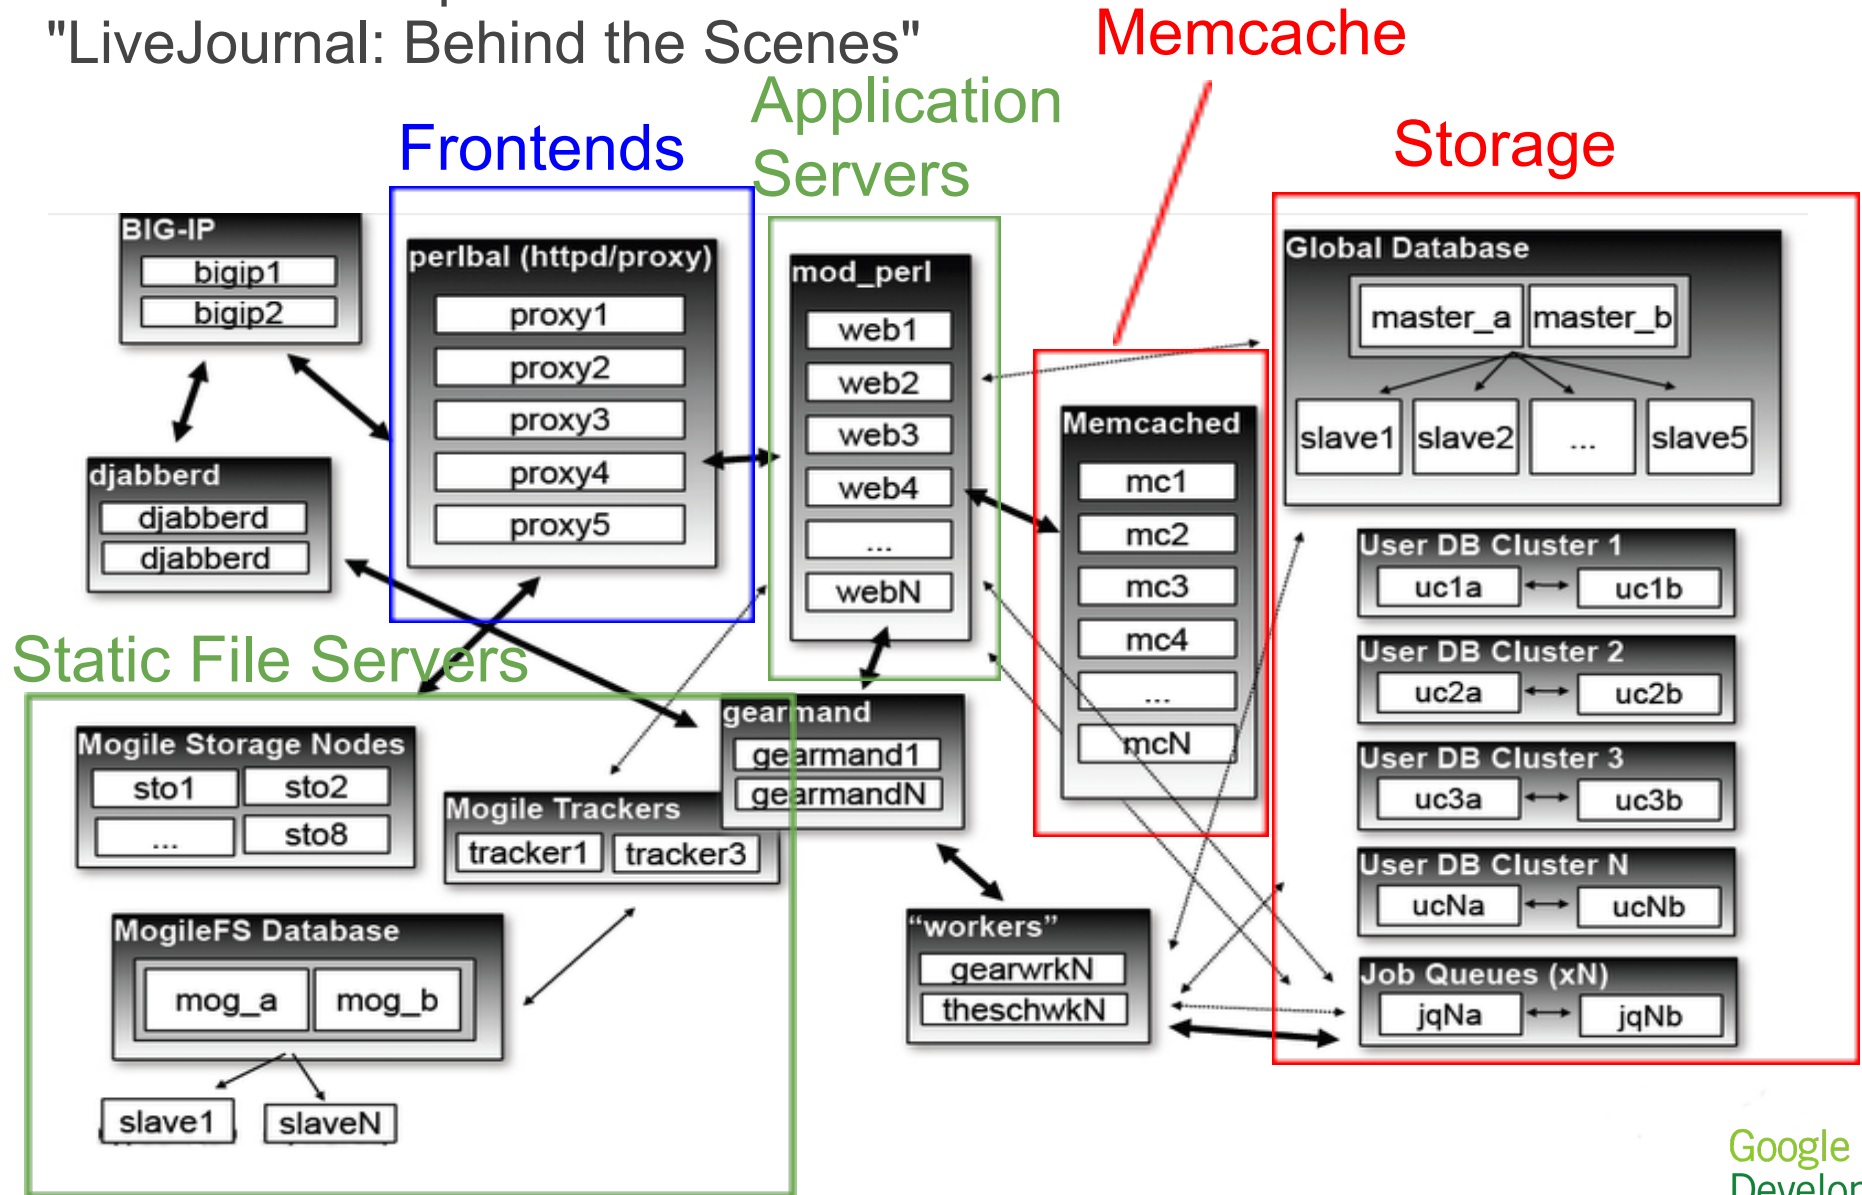 "LiveJournal: Behind the Scenes"
Memcache
Application
Servers
Frontends
Storage
BIG-IP
bigip1
bigip2
perlbal (httpd/proxy)
proxy1
proxy2
proxy3
proxy4
proxy5
mod_perl
web1
web2
web3
web4
...
webN
Memcached
mc1
mc2
mc3
mc4
...
mcN
Global Database
master_a master_b
slave1 slave2 ... slave5
User DB Cluster 1
uc1a uc1b
User DB Cluster 2
uc2a uc2b
User DB Cluster 3
uc3a uc3b
User DB Cluster N
ucNa ucNb
Job Queues (xN)
jqNa jqNb
djabberd
djabberd
djabberd
Static File Servers
gearmand
gearmand1
gearmandN
Mogile Storage Nodes
sto1 sto2
... sto8
Mogile Trackers
tracker1 tracker3
MogileFS Database
mog_a mog_b
slave1 slaveN
“workers”
gearwrkN
theschwkN
Google